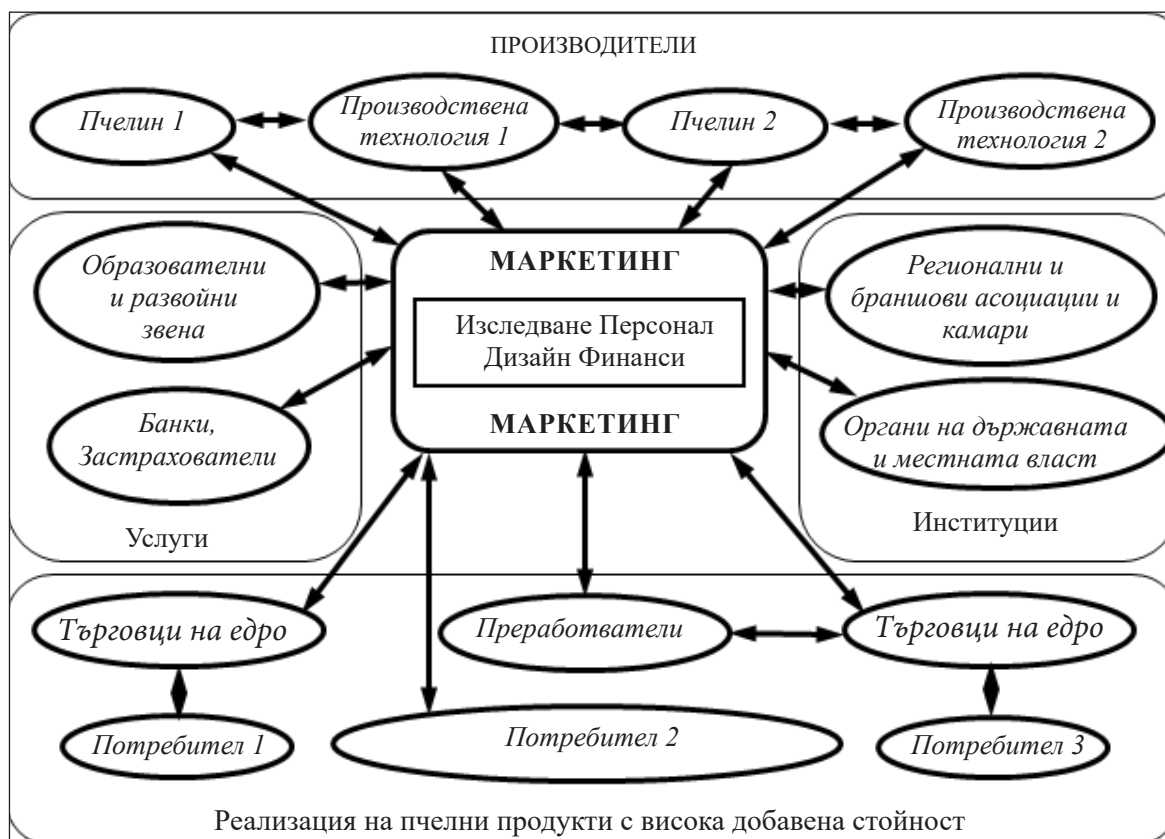 ПРОИЗВОДИТЕЛИ
Пчелин 1
Производствена
технология 1
Пчелин 2
Производствена
технология 2
Образователни
и развойни
звена
Банки,
Застрахователи
Услуги
МАРКЕТИНГ
Изследване Персонал
Дизайн Финанси
МАРКЕТИНГ
Регионални и
браншови асоциации и
камари
Органи на държавната
и местната власт
Институции
Търговци на едро
Преработватели
Търговци на едро
Потребител 1
Потребител 2
Потребител 3
Реализация на пчелни продукти с висока добавена стойност